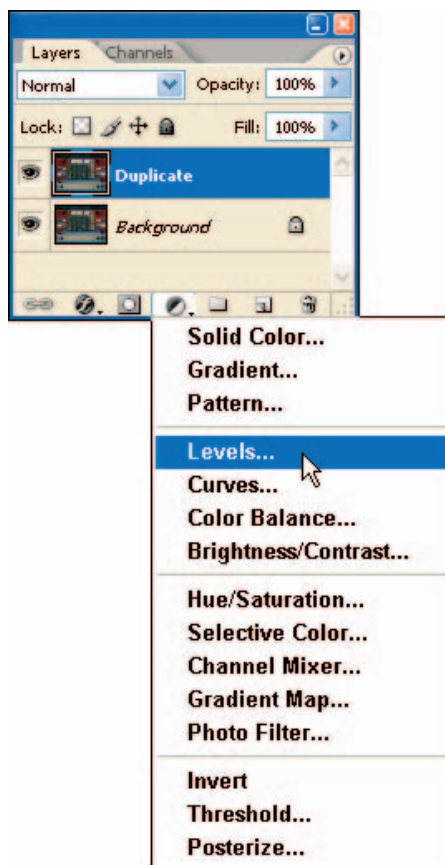 Layers Channels
Normal Opacity: 100%
Lock: Fill: 100%
Duplicate
Background
Solid Color...
Gradient...
Pattern...
Levels...
Curves...
Color Balance...
Brightness/Contrast...
Hue/Saturation...
Selective Color...
Channel Mixer...
Gradient Map...
Photo Filter...
Invert
Threshold...
Posterize...